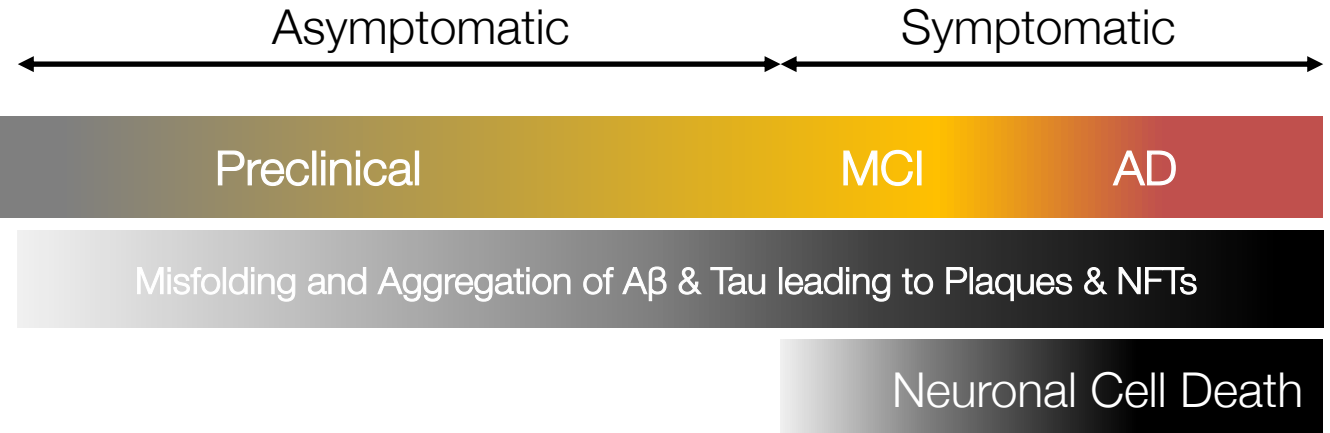 Asymptomatic Symptomatic
Preclinical MCI AD
Misfolding and Aggregation of Aβ & Tau leading to Plaques & NFTs
Neuronal Cell Death